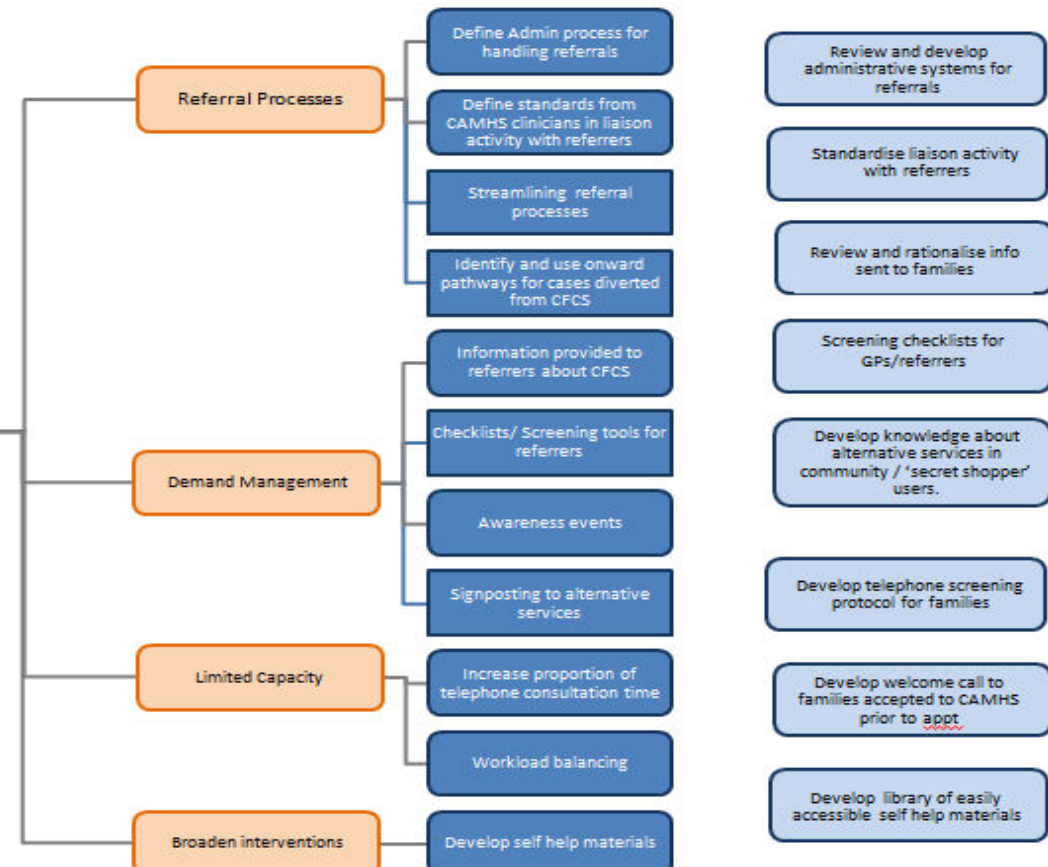 Referral Processes
Demand Management
Limited Capacity
Broaden interventions
Define Admin process for
handling referrals
Define standards from
CAMHS clinicians in liaison
activity with referrers
Streamlining referral
processes
Identify and use onward
pathways for cases diverted
from CFCS
Information provided to
referrers about CFCS
Checklists/ Screening tools for
referrers
Awareness events
Signposting to alternative
services
Increase proportion of
telephone consultation time
Workload balancing
Develop self help materials
Review and develop
administrative systems for
referrals
Standardise liaison activity
with referrers
Review and rationalise info
sent to families
Screening checklists for
GPs/referrers
Develop knowledge about
alternative services in
community / ‘secret shopper’
users.
Develop telephone screening
protocol for families
Develop welcome call to
families accepted to CAMHS
prior to appt
Develop library of easily
accessible self help materials